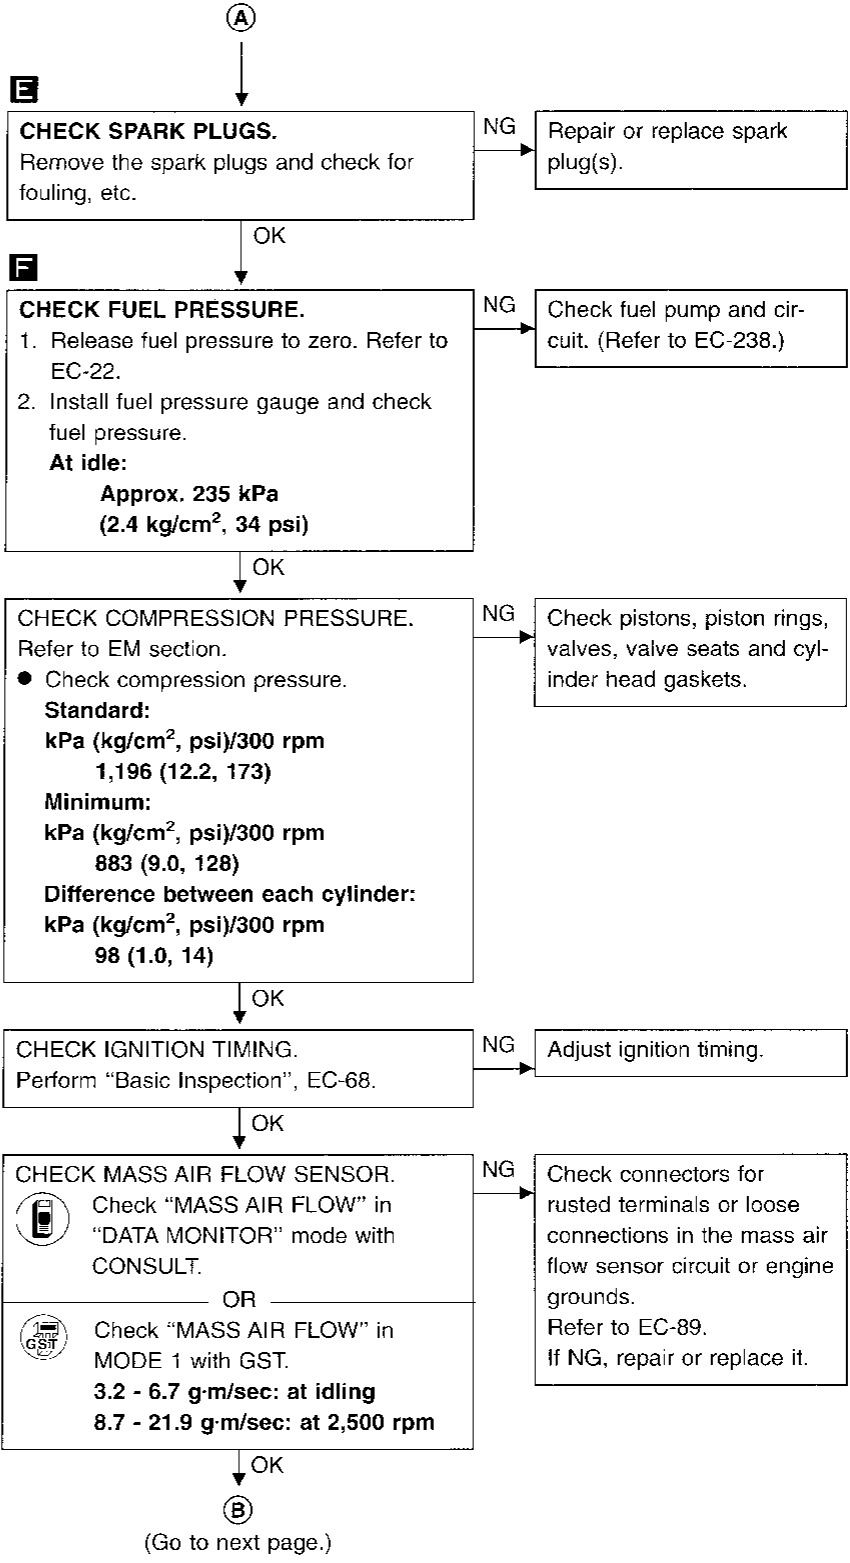 A
E
CHECK SPARK PLUGS.
Remove the spark plugs and check for
fouling, etc.
NG
Repair or replace spark
plug(s).
OK
F
CHECK FUEL PRESSURE.
1. Release fuel pressure to zero. Refer to
EC-22.
2. Install fuel pressure gauge and check
fuel pressure.
At idle:
Approx. 235 kPa
(2.4 kg/cm², 34 psi)
NG
Check fuel pump and cir-
cuit. (Refer to EC-238.)
OK
CHECK COMPRESSION PRESSURE.
Refer to EM section.
● Check compression pressure.
Standard:
kPa (kg/cm², psi)/300 rpm
1,196 (12.2, 173)
Minimum:
kPa (kg/cm², psi)/300 rpm
883 (9.0, 128)
Difference between each cylinder:
kPa (kg/cm², psi)/300 rpm
98 (1.0, 14)
NG
Check pistons, piston rings,
valves, valve seats and cyl-
inder head gaskets.
OK
CHECK IGNITION TIMING.
Perform “Basic Inspection”, EC-68.
NG
Adjust ignition timing.
OK
CHECK MASS AIR FLOW SENSOR.
Check “MASS AIR FLOW” in
“DATA MONITOR” mode with
CONSULT.
OR
GST
Check “MASS AIR FLOW” in
MODE 1 with GST.
3.2 - 6.7 g·m/sec: at idling
8.7 - 21.9 g·m/sec: at 2,500 rpm
NG
Check connectors for
rusted terminals or loose
connections in the mass air
flow sensor circuit or engine
grounds.
Refer to EC-89.
If NG, repair or replace it.
OK
B
(Go to next page.)